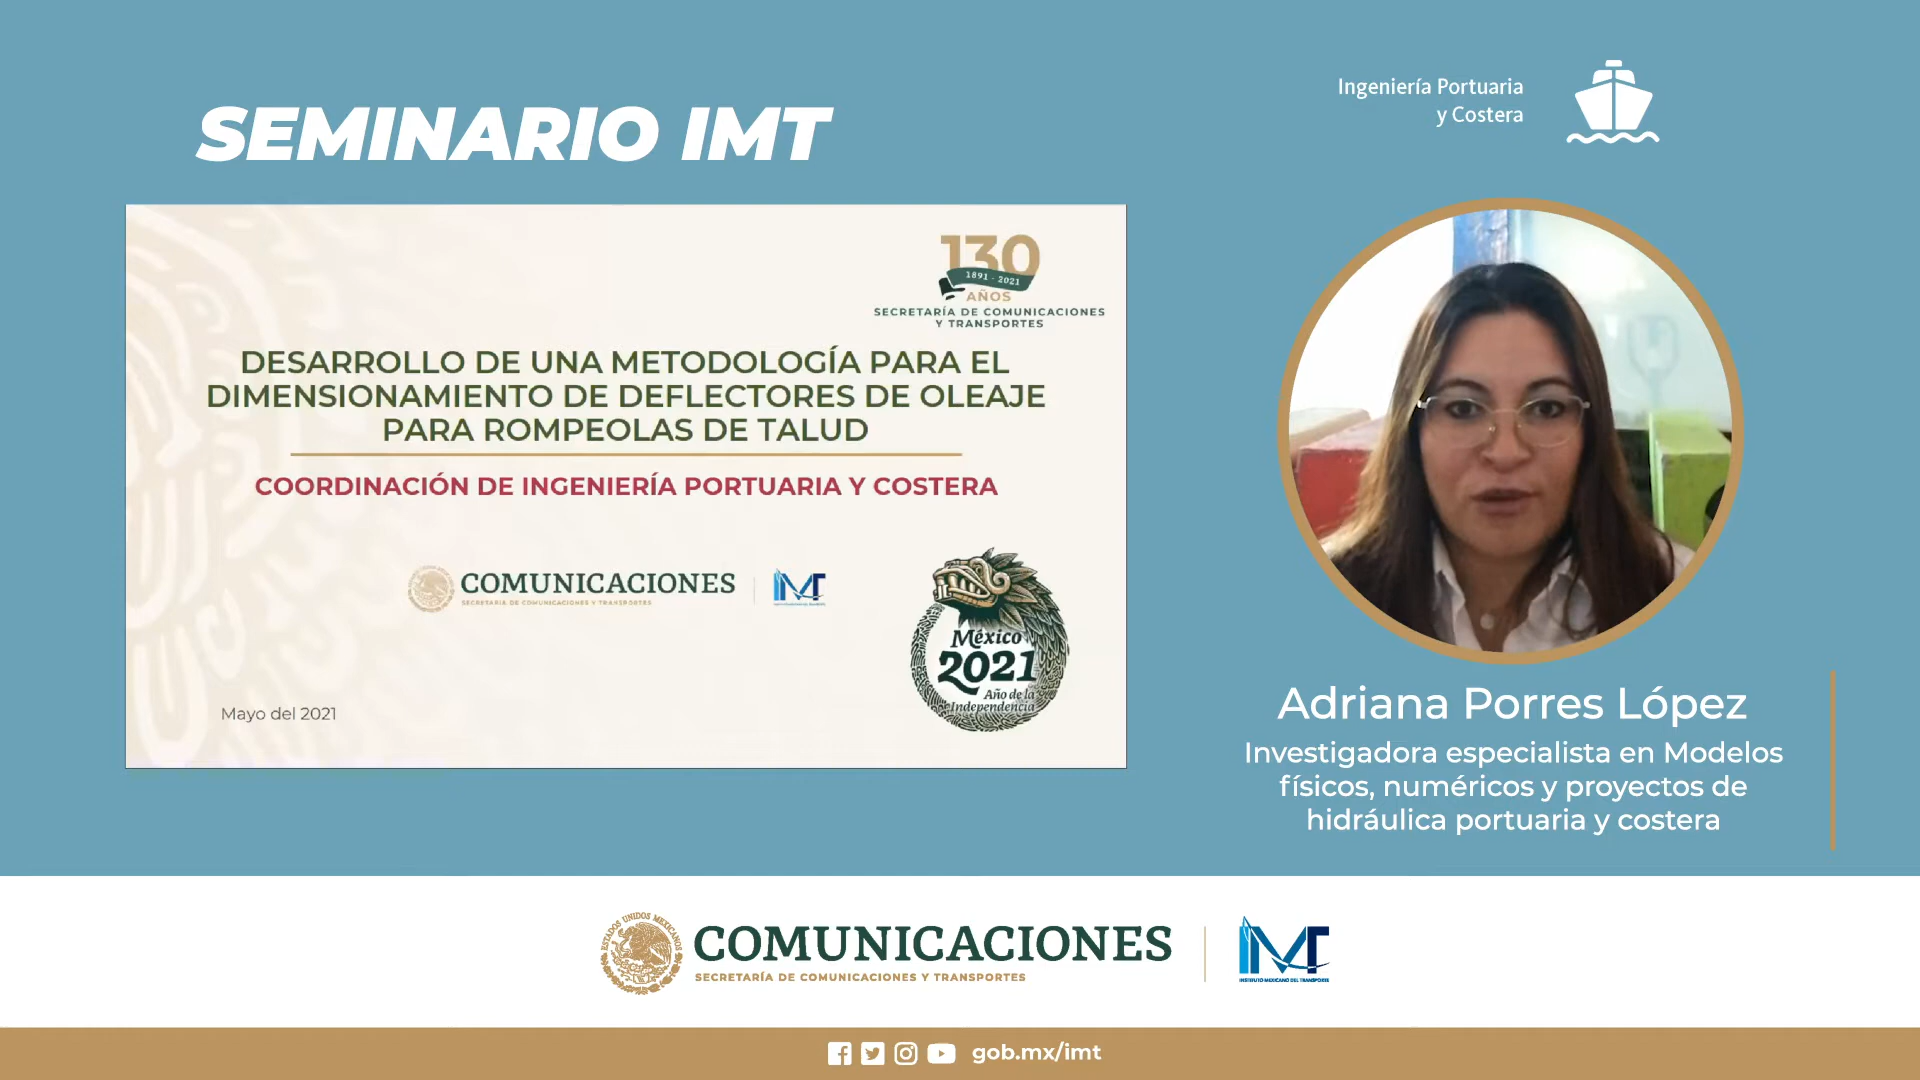 SEMINARIO IMT
Ingeniería Portuaria
y Costera
130
1891 - 2021
AÑOS
SECRETARÍA DE COMUNICACIONES
Y TRANSPORTES
DESARROLLO DE UNA METODOLOGÍA PARA EL
DIMENSIONAMIENTO DE DEFLECTORES DE OLEAJE
PARA ROMPEOLAS DE TALUD
COORDINACIÓN DE INGENIERÍA PORTUARIA Y COSTERA
COMUNICACIONES
SECRETARÍA DE COMUNICACIONES Y TRANSPORTES
IMT
México
2021
Año de la
Independencia
Mayo del 2021
Adriana Porres López
Investigadora especialista en Modelos
físicos, numéricos y proyectos de
hidráulica portuaria y costera
ESTADOS UNIDOS MEXICANOS
COMUNICACIONES
SECRETARÍA DE COMUNICACIONES Y TRANSPORTES
IMT
INSTITUTO MEXICANO DEL TRANSPORTE
gob.mx/imt